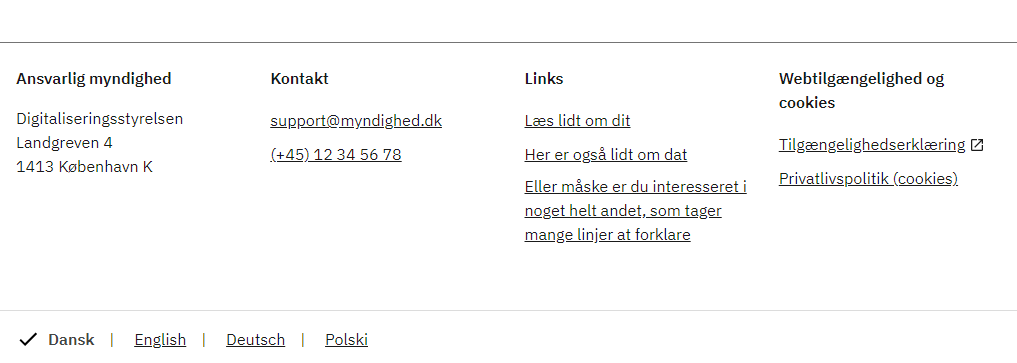 Ansvarlig myndighed
Digitaliseringsstyrelsen
Landgreven 4
1413 København K
Kontakt
support@myndighed.dk
(+45) 12 34 56 78
Links
Læs lidt om dit
Her er også lidt om dat
Eller måske er du interesseret i
noget helt andet, som tager
mange linjer at forklare
Webtilgængelighed og
cookies
Tilgængelighedserklæring
Privatlivspolitik (cookies)
Dansk | English | Deutsch | Polski